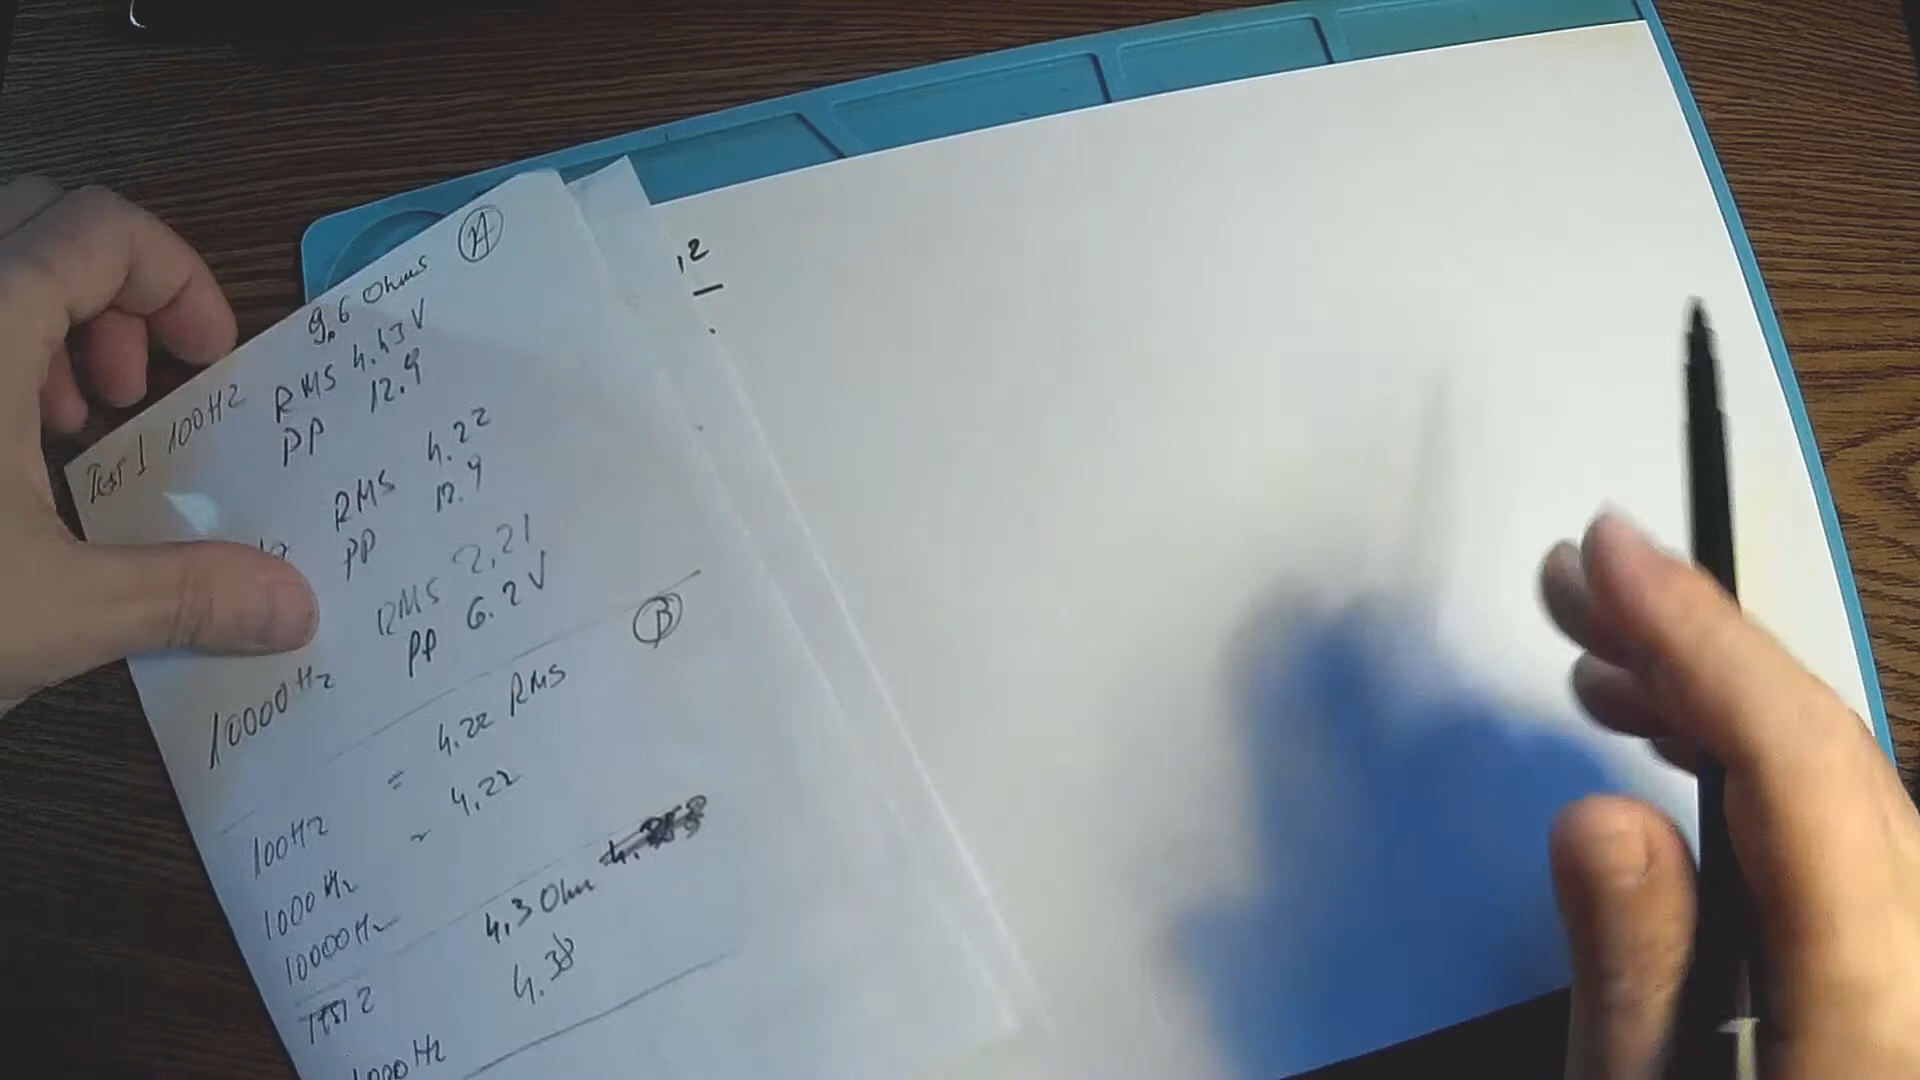 A
9.6 Ohms
Test 1 100Hz RMS 4.43V
PP 12.9
RMS 4.22
PP 12.9
10000Hz RMS 2,21
PP 6.2V
B
100Hz = 4.22 RMS
1000Hz ~ 4.22
10000Hz
TEST 2 4.3 Ohm
1000Hz 4.38
,2